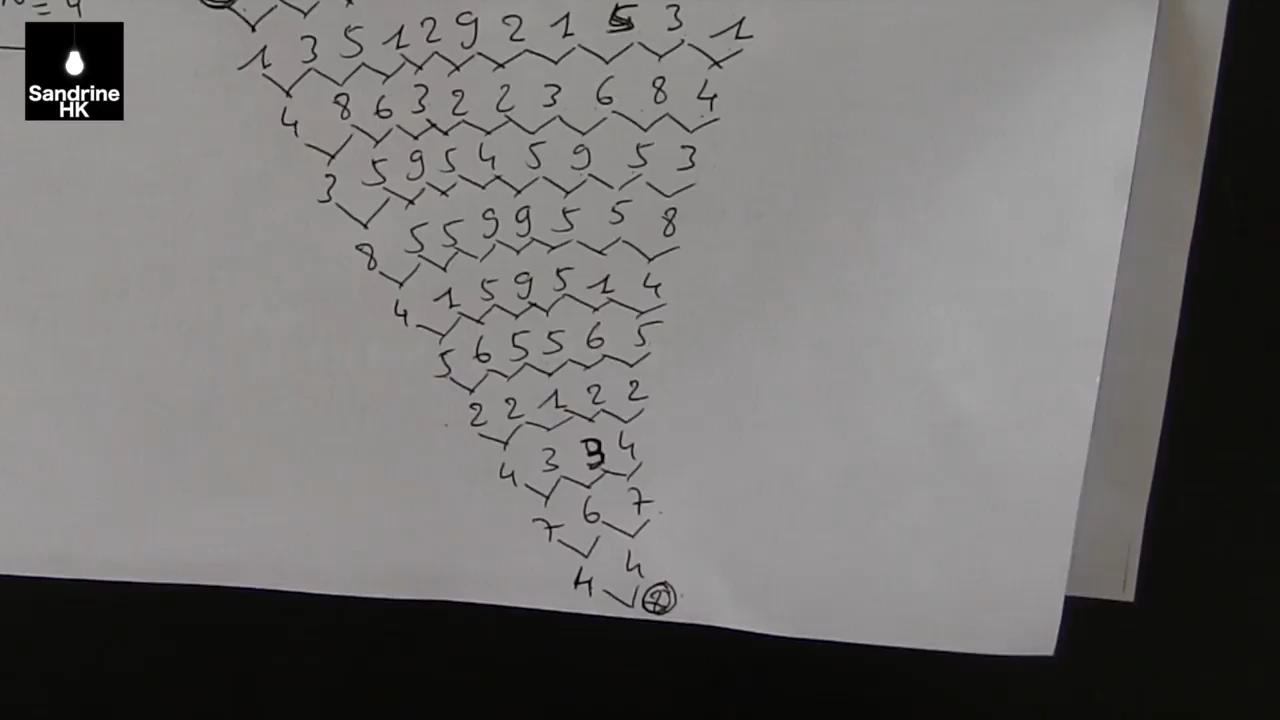 Sandrine
HK
1 3 5 1 2 9 2 1 5 3 1
4 8 6 3 2 2 3 6 8 4
3 5 9 5 4 5 9 5 3
8 5 5 9 9 5 5 8
4 1 5 9 5 1 4
5 6 5 5 6 5
2 2 1 2 2
4 3 3 4
7 6 7
4 4